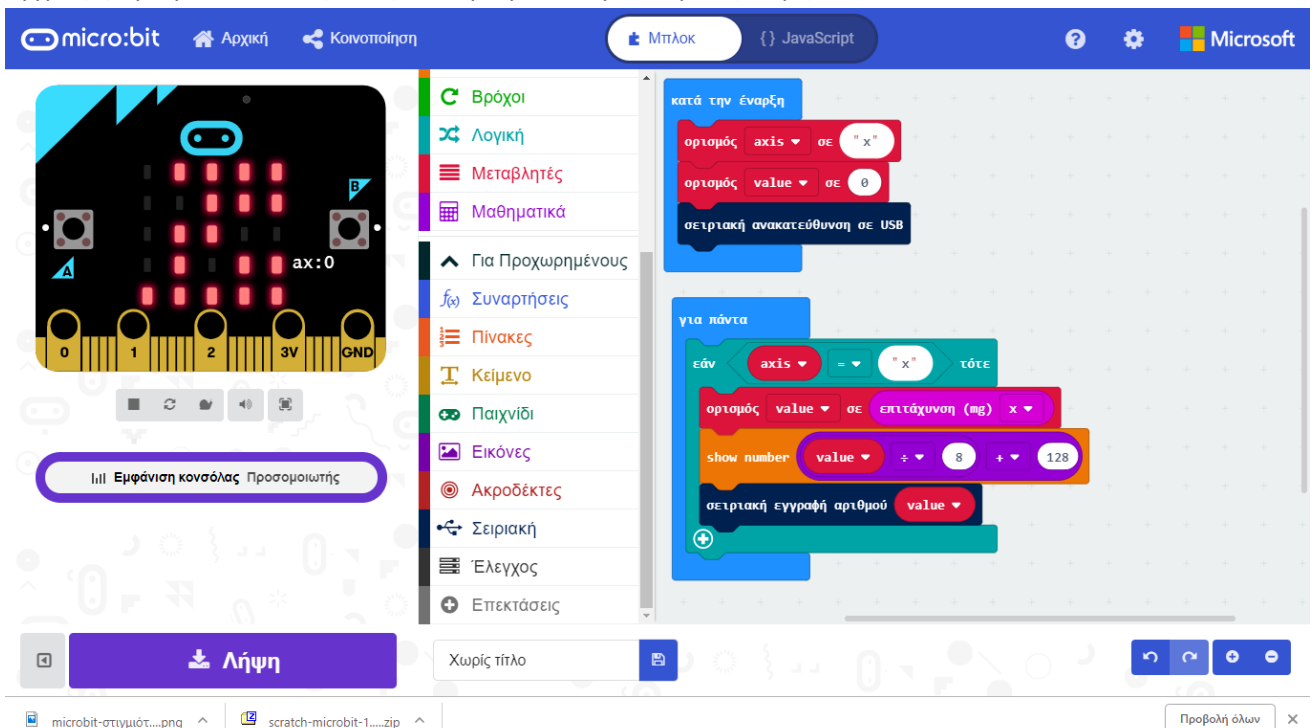 micro:bit Αρχική Κοινοποίηση Μπλοκ {} JavaScript ? Microsoft
B
A
ax:0
0 1 2 3V GND
Εμφάνιση κονσόλας Προσομοιωτής
Βρόχοι
Λογική
Μεταβλητές
Μαθηματικά
Για Προχωρημένους
f(x) Συναρτήσεις
Πίνακες
Κείμενο
Παιχνίδι
Εικόνες
Ακροδέκτες
Σειριακή
Έλεγχος
Επεκτάσεις
κατά την έναρξη
ορισμός axis σε "x"
ορισμός value σε 0
σειριακή ανακατεύθυνση σε USB
για πάντα
εάν axis = "x" τότε
ορισμός value σε επιτάχυνση (mg) x
show number value ÷ 8 + 128
σειριακή εγγραφή αριθμού value
Λήψη
Χωρίς τίτλο
microbit-στιγμιότ....png
scratch-microbit-1.....zip
Προβολή όλων X